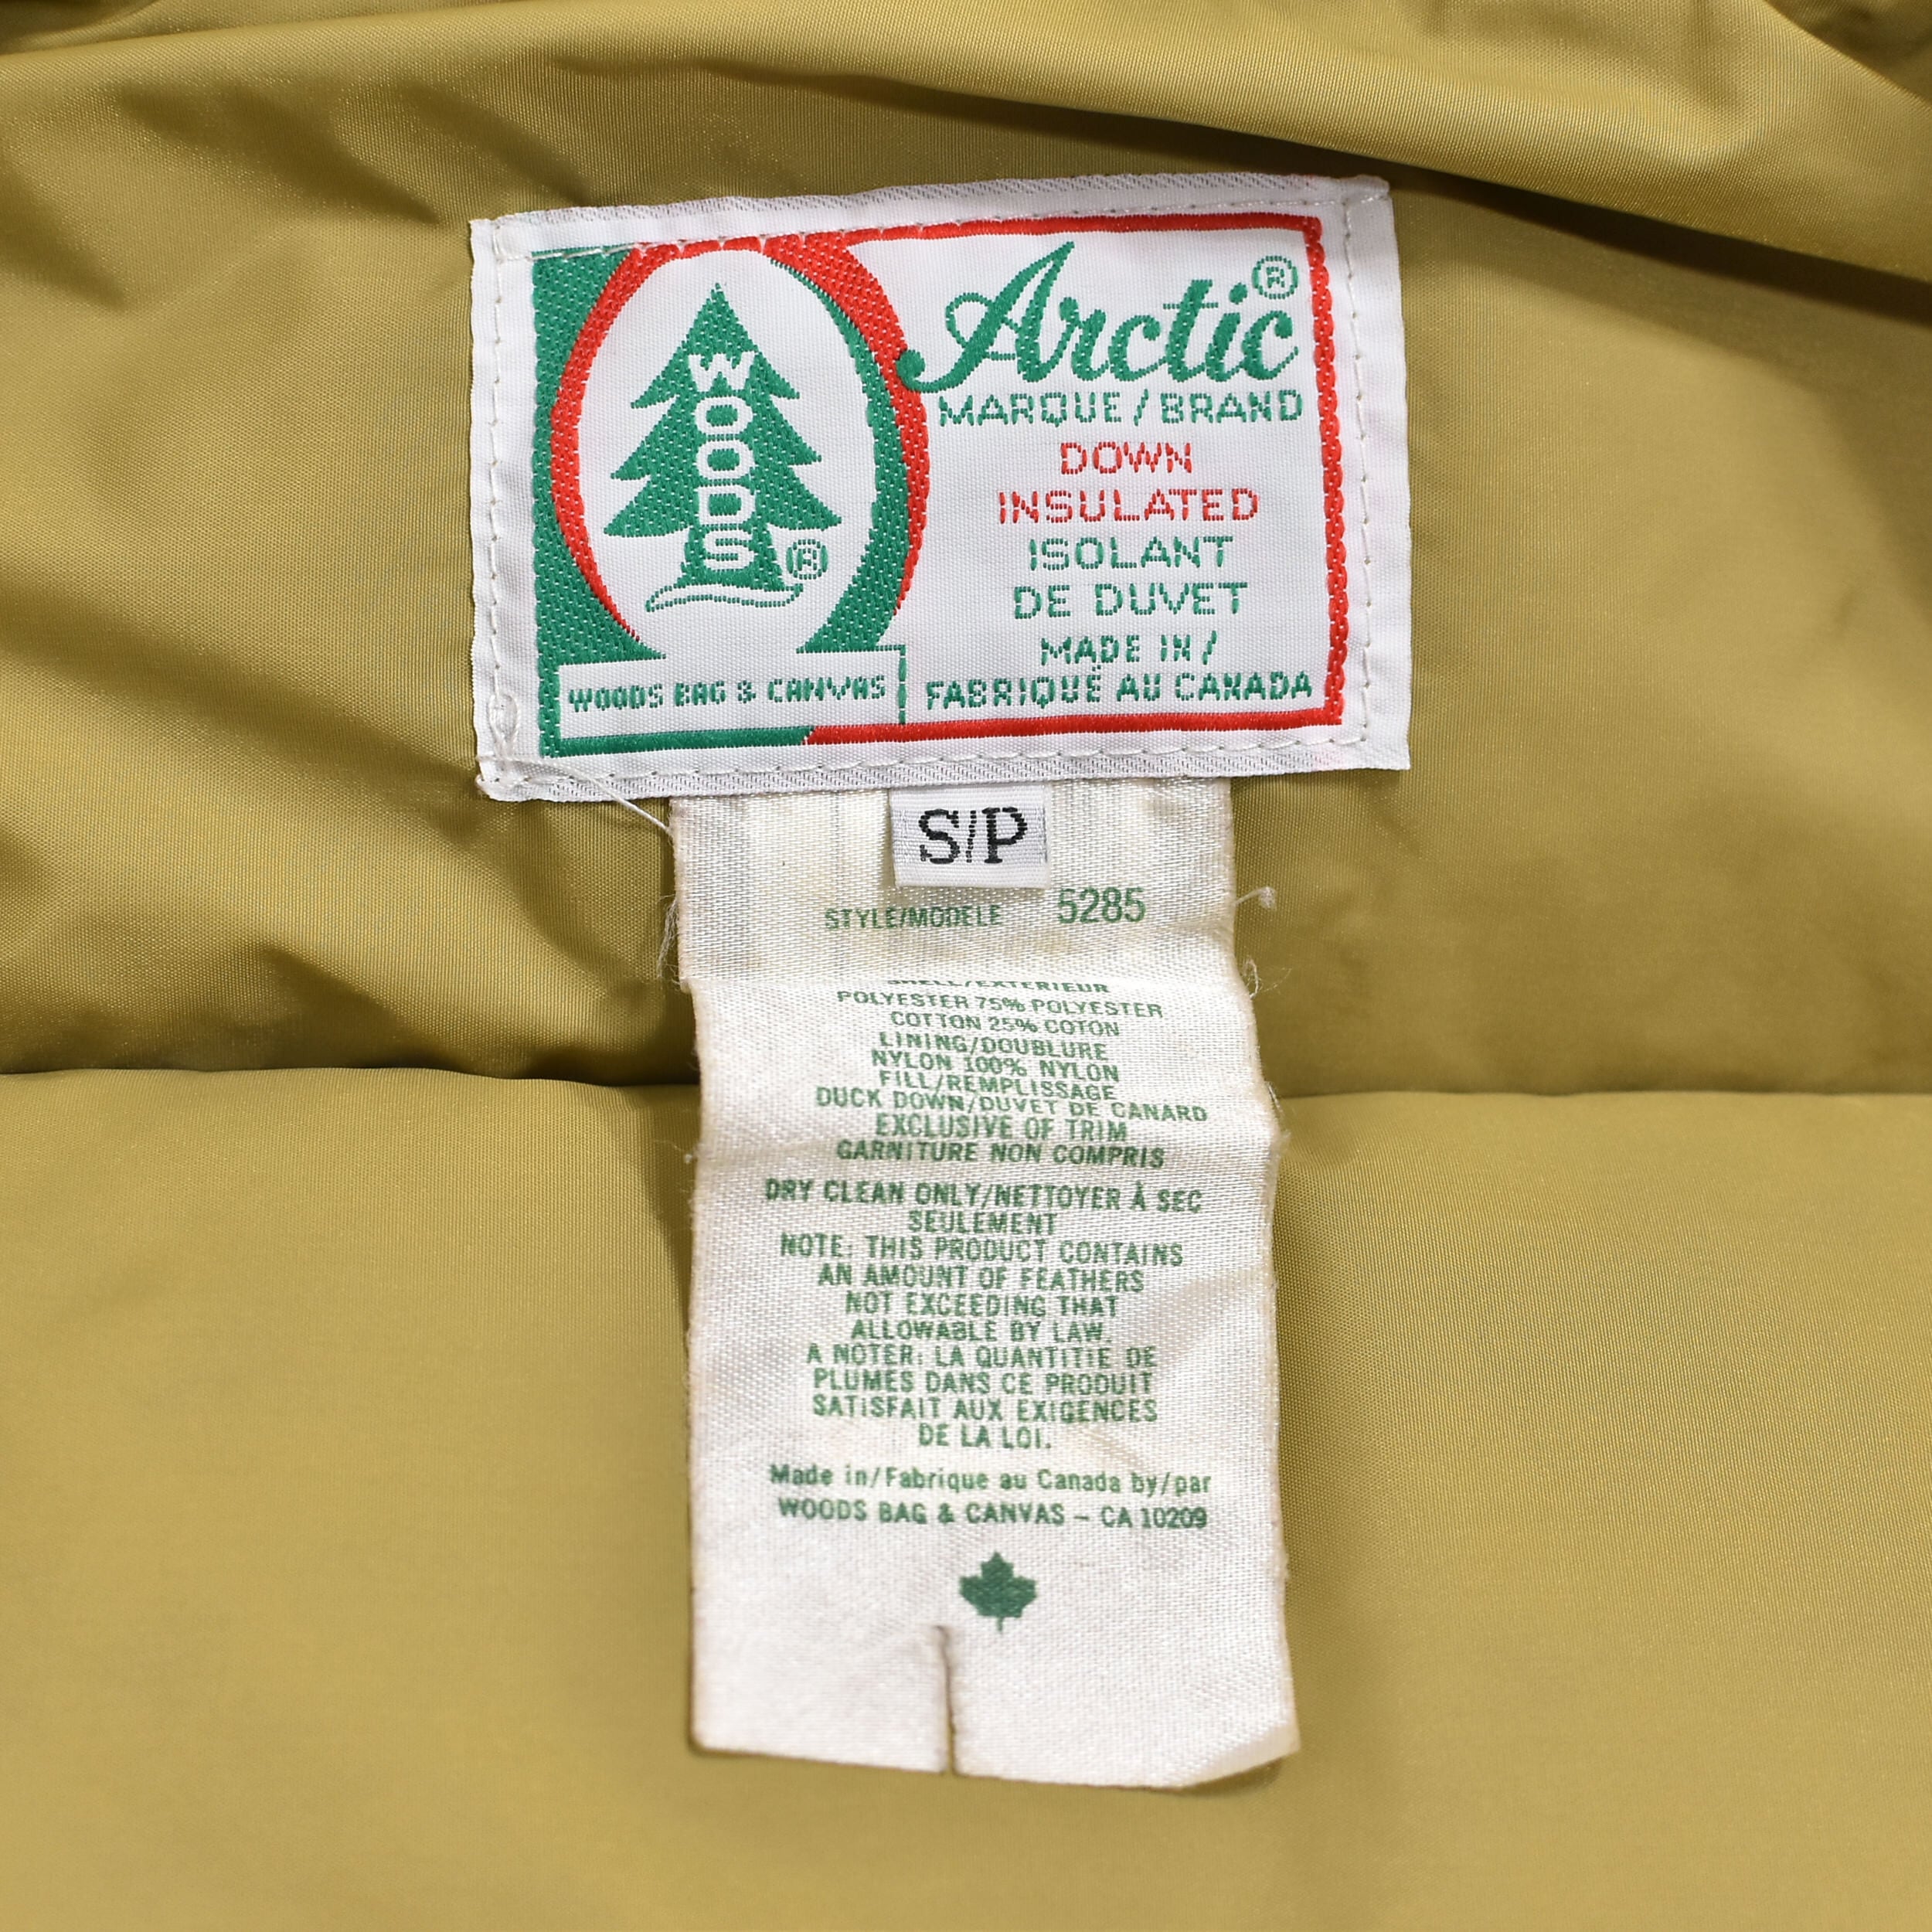 WOODS
®
WOODS BAG & CANVAS
Arctic®
MARQUE / BRAND
DOWN
INSULATED
ISOLANT
DE DUVET
MADE IN /
FABRIQUÉ AU CANADA
S/P
STYLE/MODELE 5285
SHELL/EXTERIEUR
POLYESTER 75% POLYESTER
COTTON 25% COTON
LINING/DOUBLURE
NYLON 100% NYLON
FILL/REMPLISSAGE
DUCK DOWN/DUVET DE CANARD
EXCLUSIVE OF TRIM
GARNITURE NON COMPRIS
DRY CLEAN ONLY/NETTOYER À SEC
SEULEMENT
NOTE: THIS PRODUCT CONTAINS
AN AMOUNT OF FEATHERS
NOT EXCEEDING THAT
ALLOWABLE BY LAW.
A NOTER: LA QUANTITIE DE
PLUMES DANS CE PRODUIT
SATISFAIT AUX EXIGENCES
DE LA LOI.
Made in/Fabrique au Canada by/par
WOODS BAG & CANVAS – CA 10209